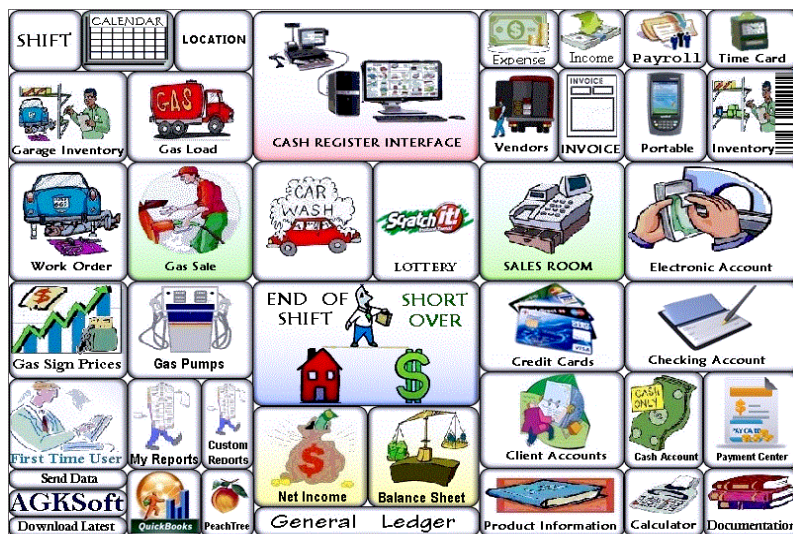 SHIFT
CALENDAR
LOCATION
CASH REGISTER INTERFACE
Expense
Income
Payroll
Time Card
Garage Inventory
GAS
Gas Load
Vendors
INVOICE
INVOICE
Portable
Inventory
Work Order
Gas Sale
CAR
WASH
Scratch it!
LOTTERY
SALES ROOM
Electronic Account
Gas Sign Prices
Gas Pumps
END OF
SHIFT
SHORT
OVER
Credit Cards
VISA
Checking Account
First Time User
My Reports
Custom
Reports
Net Income
Balance Sheet
Client Accounts
CASH
ONLY
Cash Account
Payment Center
Send Data
AGKSoft
Download Latest
QuickBooks
PeachTree
General Ledger
Product Information
Calculator
Documentation